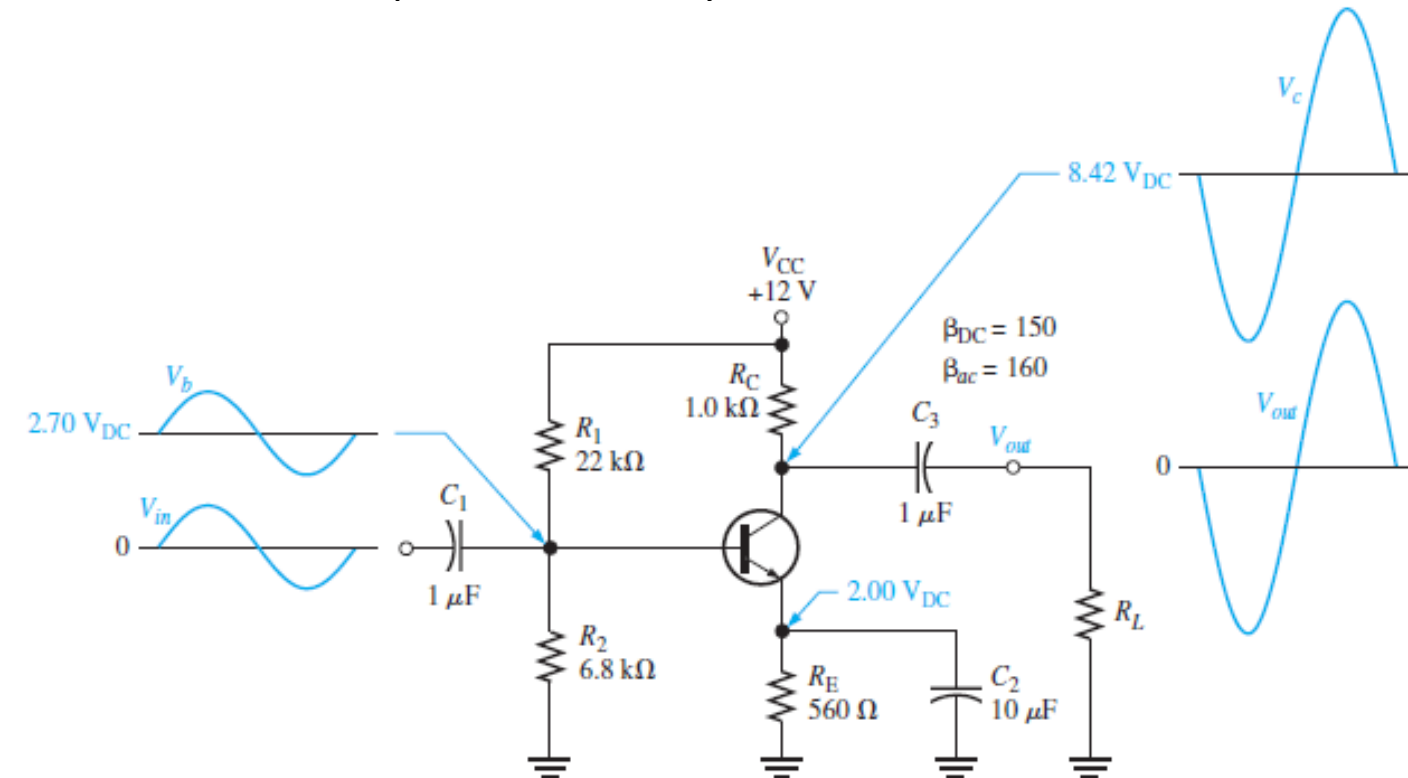 V_c
8.42 V_DC
V_CC
+12 V
β_DC = 150
β_ac = 160
V_b
R_C
1.0 kΩ
C_3
V_out
V_out
2.70 V_DC
R_1
22 kΩ
0
V_in
C_1
1 μF
0
1 μF
2.00 V_DC
R_2
6.8 kΩ
R_L
R_E
560 Ω
C_2
10 μF